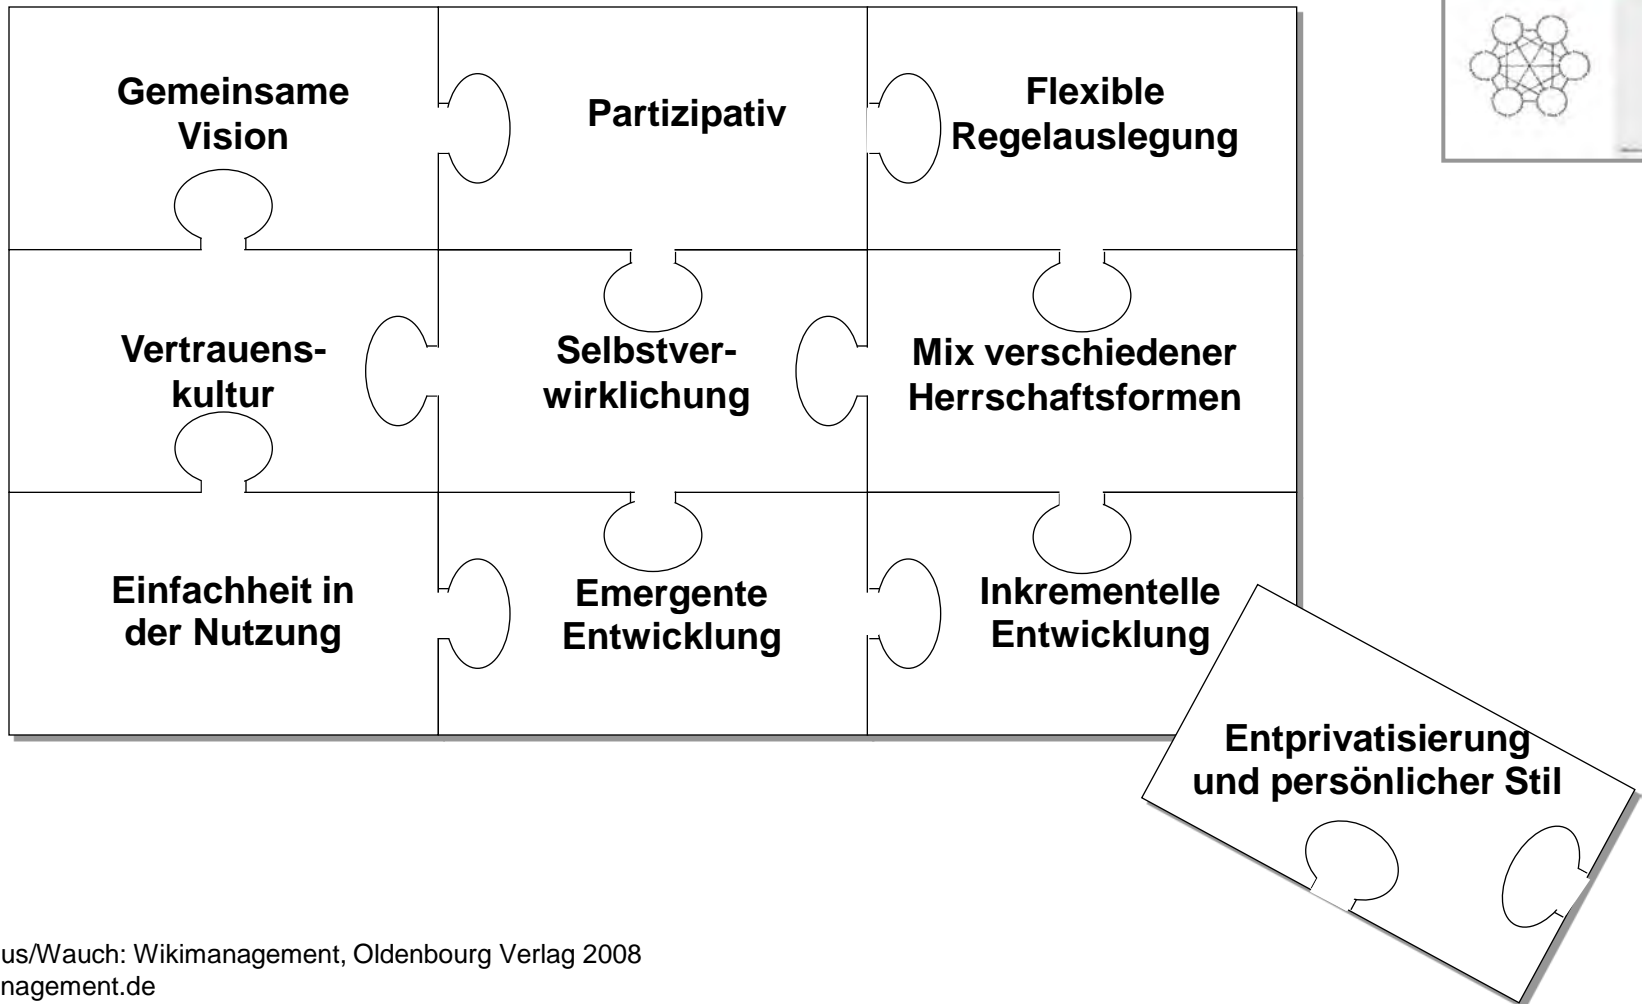 Gemeinsame
Vision
Partizipativ
Flexible
Regelauslegung
Vertrauens-
kultur
Selbstver-
wirklichung
Mix verschiedener
Herrschaftsformen
Einfachheit in
der Nutzung
Emergente
Entwicklung
Inkrementelle
Entwicklung
Entprivatisierung
und persönlicher Stil
us/Wauch: Wikimanagement, Oldenbourg Verlag 2008
nagement.de